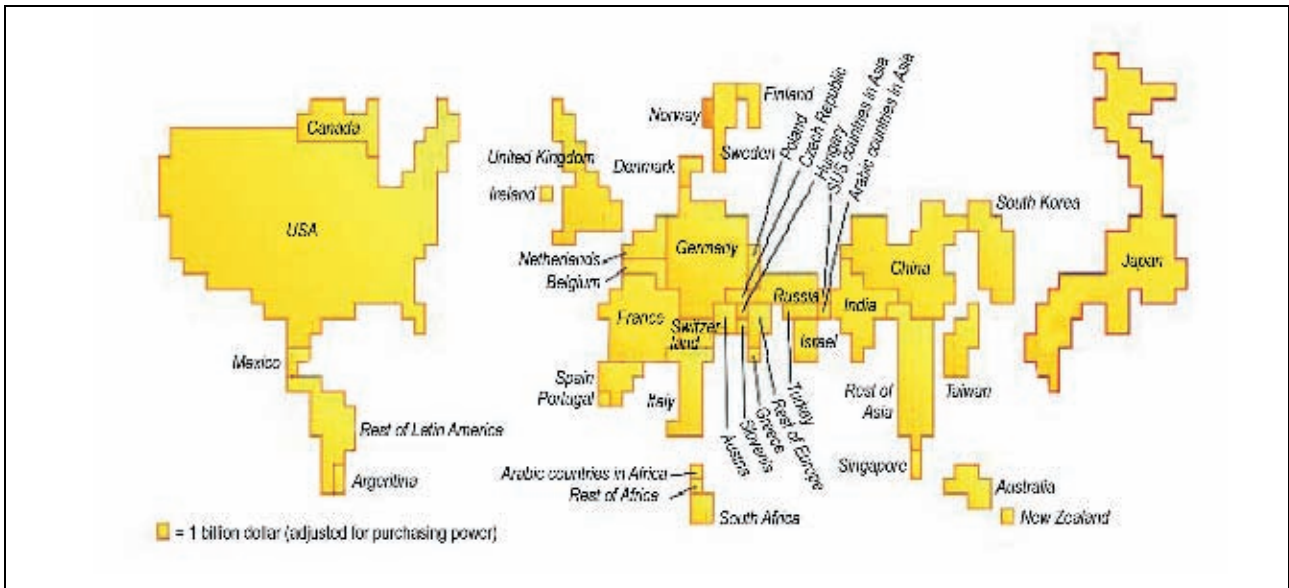 Canada
USA
Mexico
Rest of Latin America
Argeritina
United Kingdom
Ireland
Norway
Finland
Sweden
Denmark
Netherlands
Belgium
Germany
France
Switzer
land
Spain
Portugal
Italy
Poland
Czech Republic
Hungary
SUS countries in Asia
Arabic countries in Asia
Russia
Austria
Slovenis
Greece
Rest of Europe
Turkey
Israel
India
China
South Korea
Japan
Rest of
Asia
Taiwan
Singapore
Arabic countries in Africa
Rest of Africa
South Africa
Australia
New Zealand
= 1 billion dollar (adjusted for purchasing power)